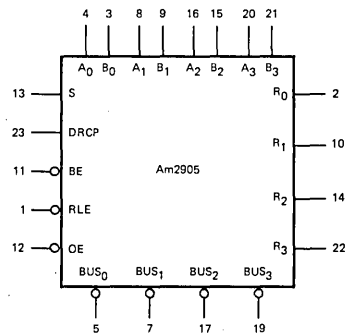 4 3 8 9 16 15 20 21
A0 B0 A1 B1 A2 B2 A3 B3
13 S R0 2
23 DRCP
R1 10
11 BE Am2905
1 RLE R2 14
12 OE R3 22
BUS0 BUS1 BUS2 BUS3
5 7 17 19